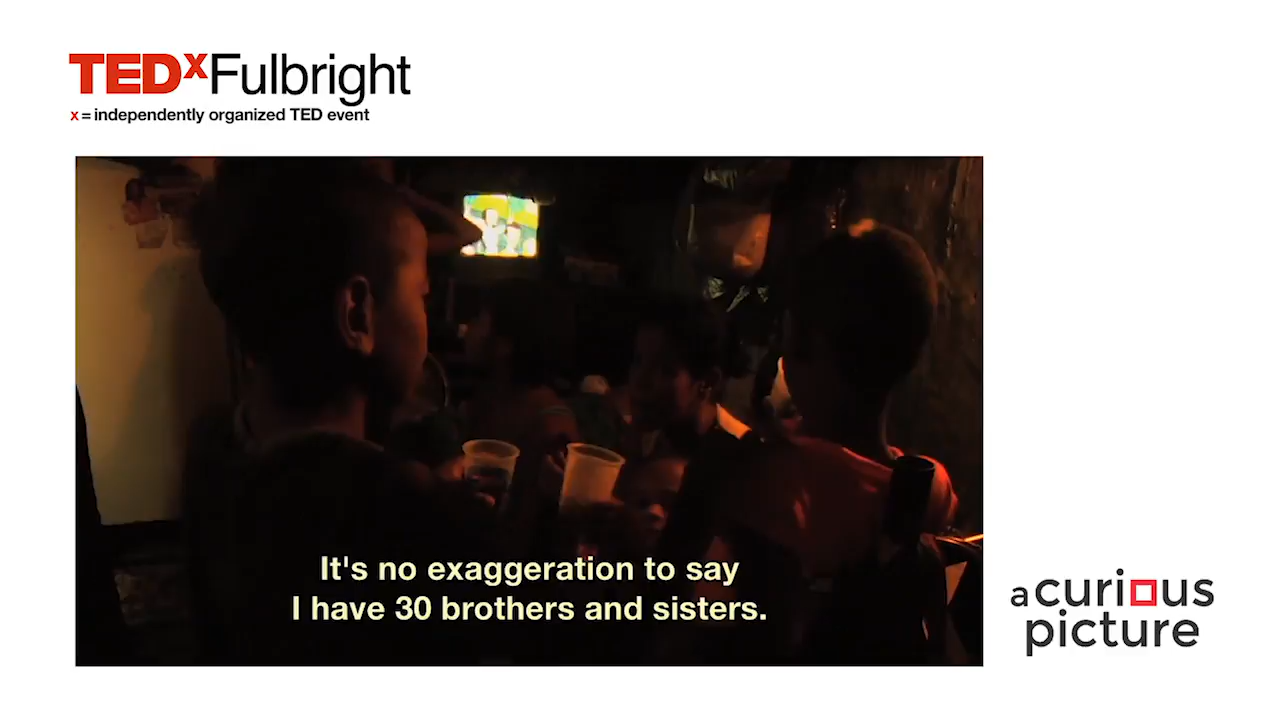 TEDxFulbright
x = independently organized TED event
It's no exaggeration to say
I have 30 brothers and sisters.
a curious
picture